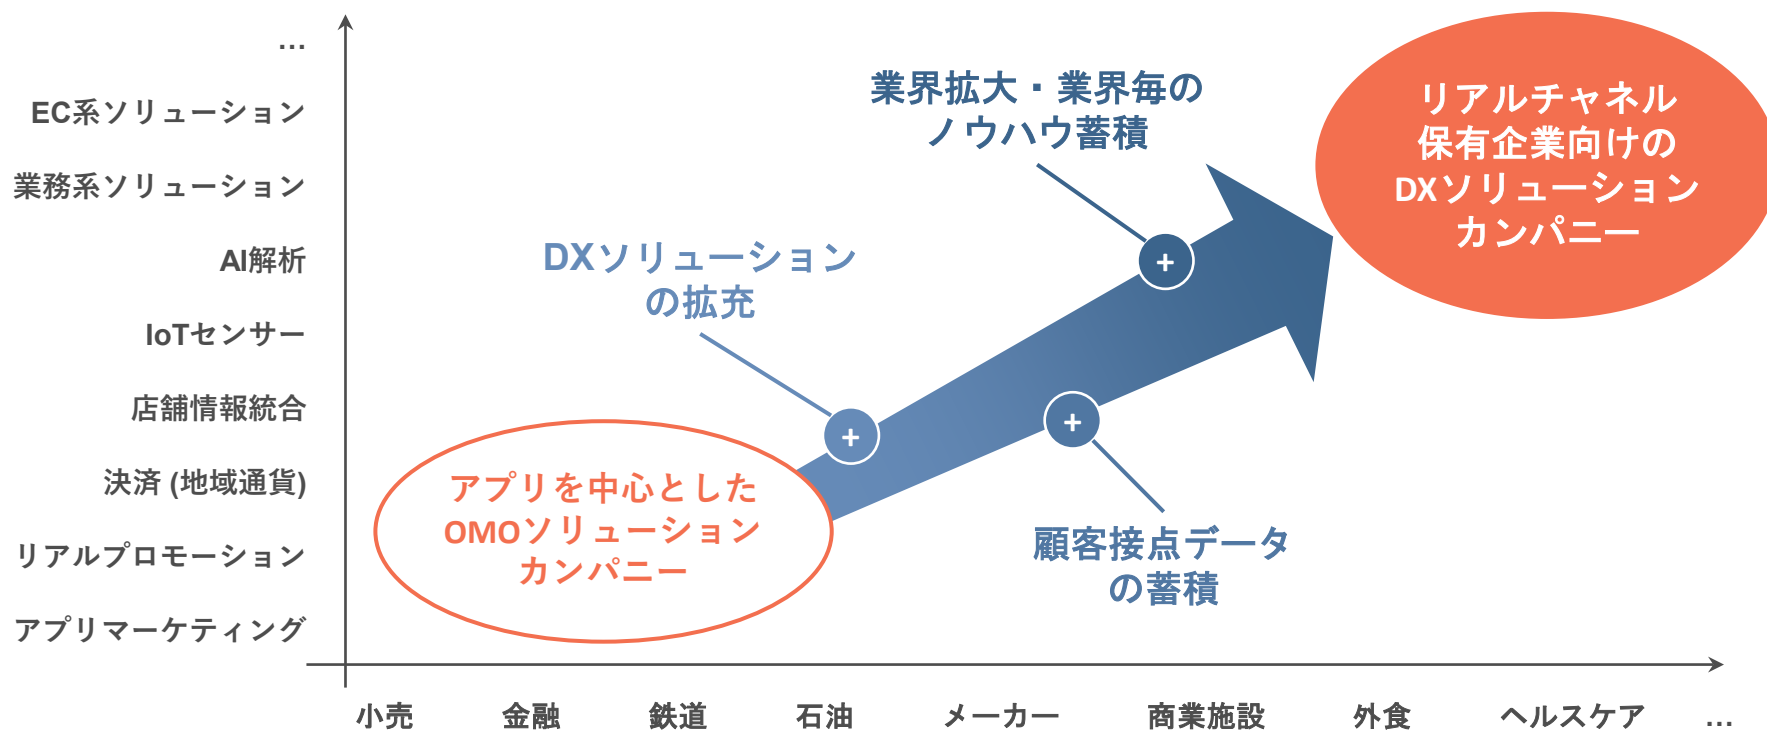 …
EC系ソリューション
業務系ソリューション
AI解析
IoTセンサー
店舗情報統合
決済 (地域通貨)
リアルプロモーション
アプリマーケティング
業界拡大・業界毎の
ノウハウ蓄積
リアルチャネル
保有企業向けの
DXソリューション
カンパニー
DXソリューション
の拡充
+
+
+
アプリを中心とした
OMOソリューション
カンパニー
顧客接点データ
の蓄積
小売 金融 鉄道 石油 メーカー 商業施設 外食 ヘルスケア …